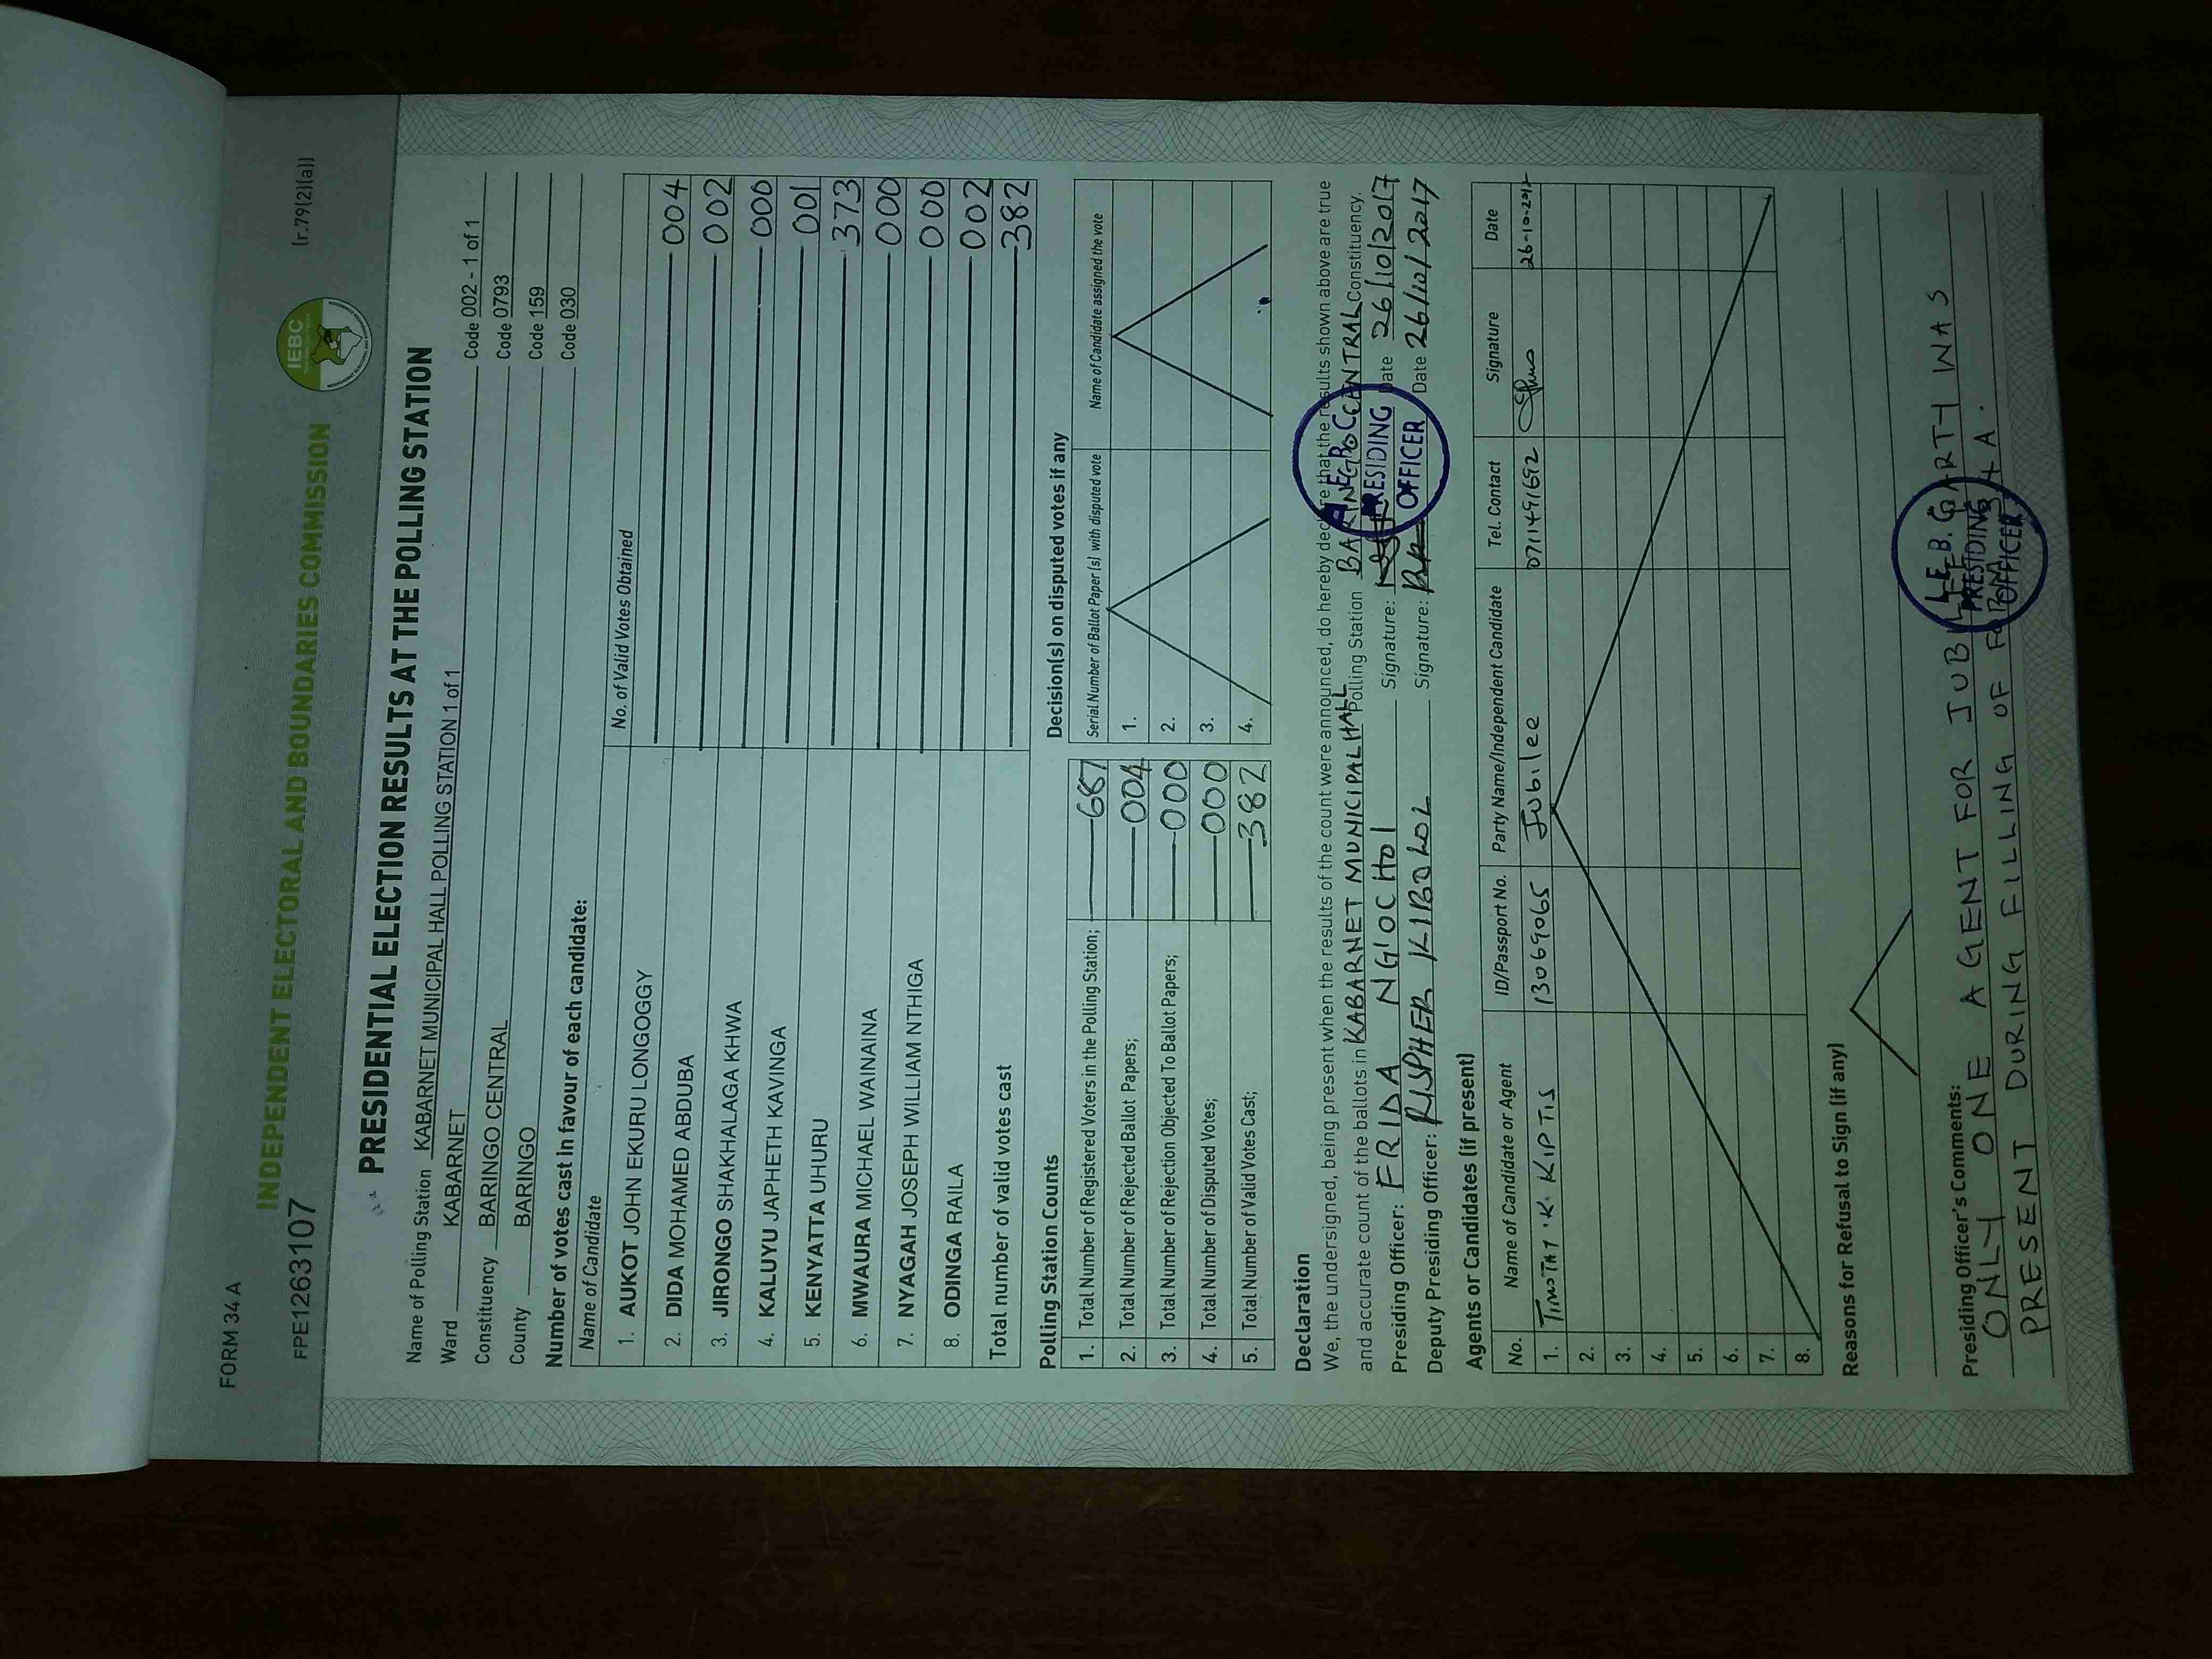 FORM 34 A
INDEPENDENT ELECTORAL AND BOUNDARIES COMMISSION
IEBC
(r.79(2)(a))
FPE1263107
PRESIDENTIAL ELECTION RESULTS AT THE POLLING STATION
Name of Polling Station KABARNET MUNICIPAL HALL POLLING STATION 1 of 1 Code 002 - 1 of 1
Ward KABARNET Code 0793
Constituency BARINGO CENTRAL Code 159
County BARINGO Code 030
Number of votes cast in favour of each candidate:
Name of Candidate No. of Valid Votes Obtained
1. AUKOT JOHN EKURU LONGOGGY 004
2. DIDA MOHAMED ABDUBA 002
3. JIRONGO SHAKHALAGA KHWA 000
4. KALUYU JAPHETH KAVINGA 001
5. KENYATTA UHURU 373
6. MWAURA MICHAEL WAINAINA 000
7. NYAGAH JOSEPH WILLIAM NTHIGA 000
8. ODINGA RAILA 002
Total number of valid votes cast 382
Polling Station Counts Decision(s) on disputed votes if any
Serial Number of Ballot Paper (s) with disputed vote Name of Candidate assigned the vote
1. Total Number of Registered Voters in the Polling Station; 687 1.
2. Total Number of Rejected Ballot Papers; 004 2.
3. Total Number of Rejection Objected To Ballot Papers; 000 3.
4. Total Number of Disputed Votes; 000 4.
5. Total Number of Valid Votes Cast; 382
Declaration
We, the undersigned, being present when the results of the count were announced, do hereby declare that the results shown above are true
and accurate count of the ballots in KABARNET MUNICIPAL HALL Polling Station BARINGO CENTRAL Constituency.
Presiding Officer: FRIDA NG'OCHOI Signature: Date 26/10/2017
Deputy Presiding Officer: RISPHER KIBOLOL Signature: Date 26/10/2017
PRESIDING
OFFICER
Agents or Candidates (if present)
No. Name of Candidate or Agent ID/Passport No. Party Name/Independent Candidate Tel. Contact Signature Date
1. TIMOTHY .K. KIPTIS 13069065 Jubilee 0711491692 26-10-2017
2.
3.
4.
5.
6.
7.
8.
Reasons for Refusal to Sign (if any)
Presiding Officer's Comments:
ONLY ONE AGENT FOR JUBILEE PARTY WAS
PRESENT DURING FILLING OF FORM 34A.
I.E.B.C
PRESIDING
OFFICER